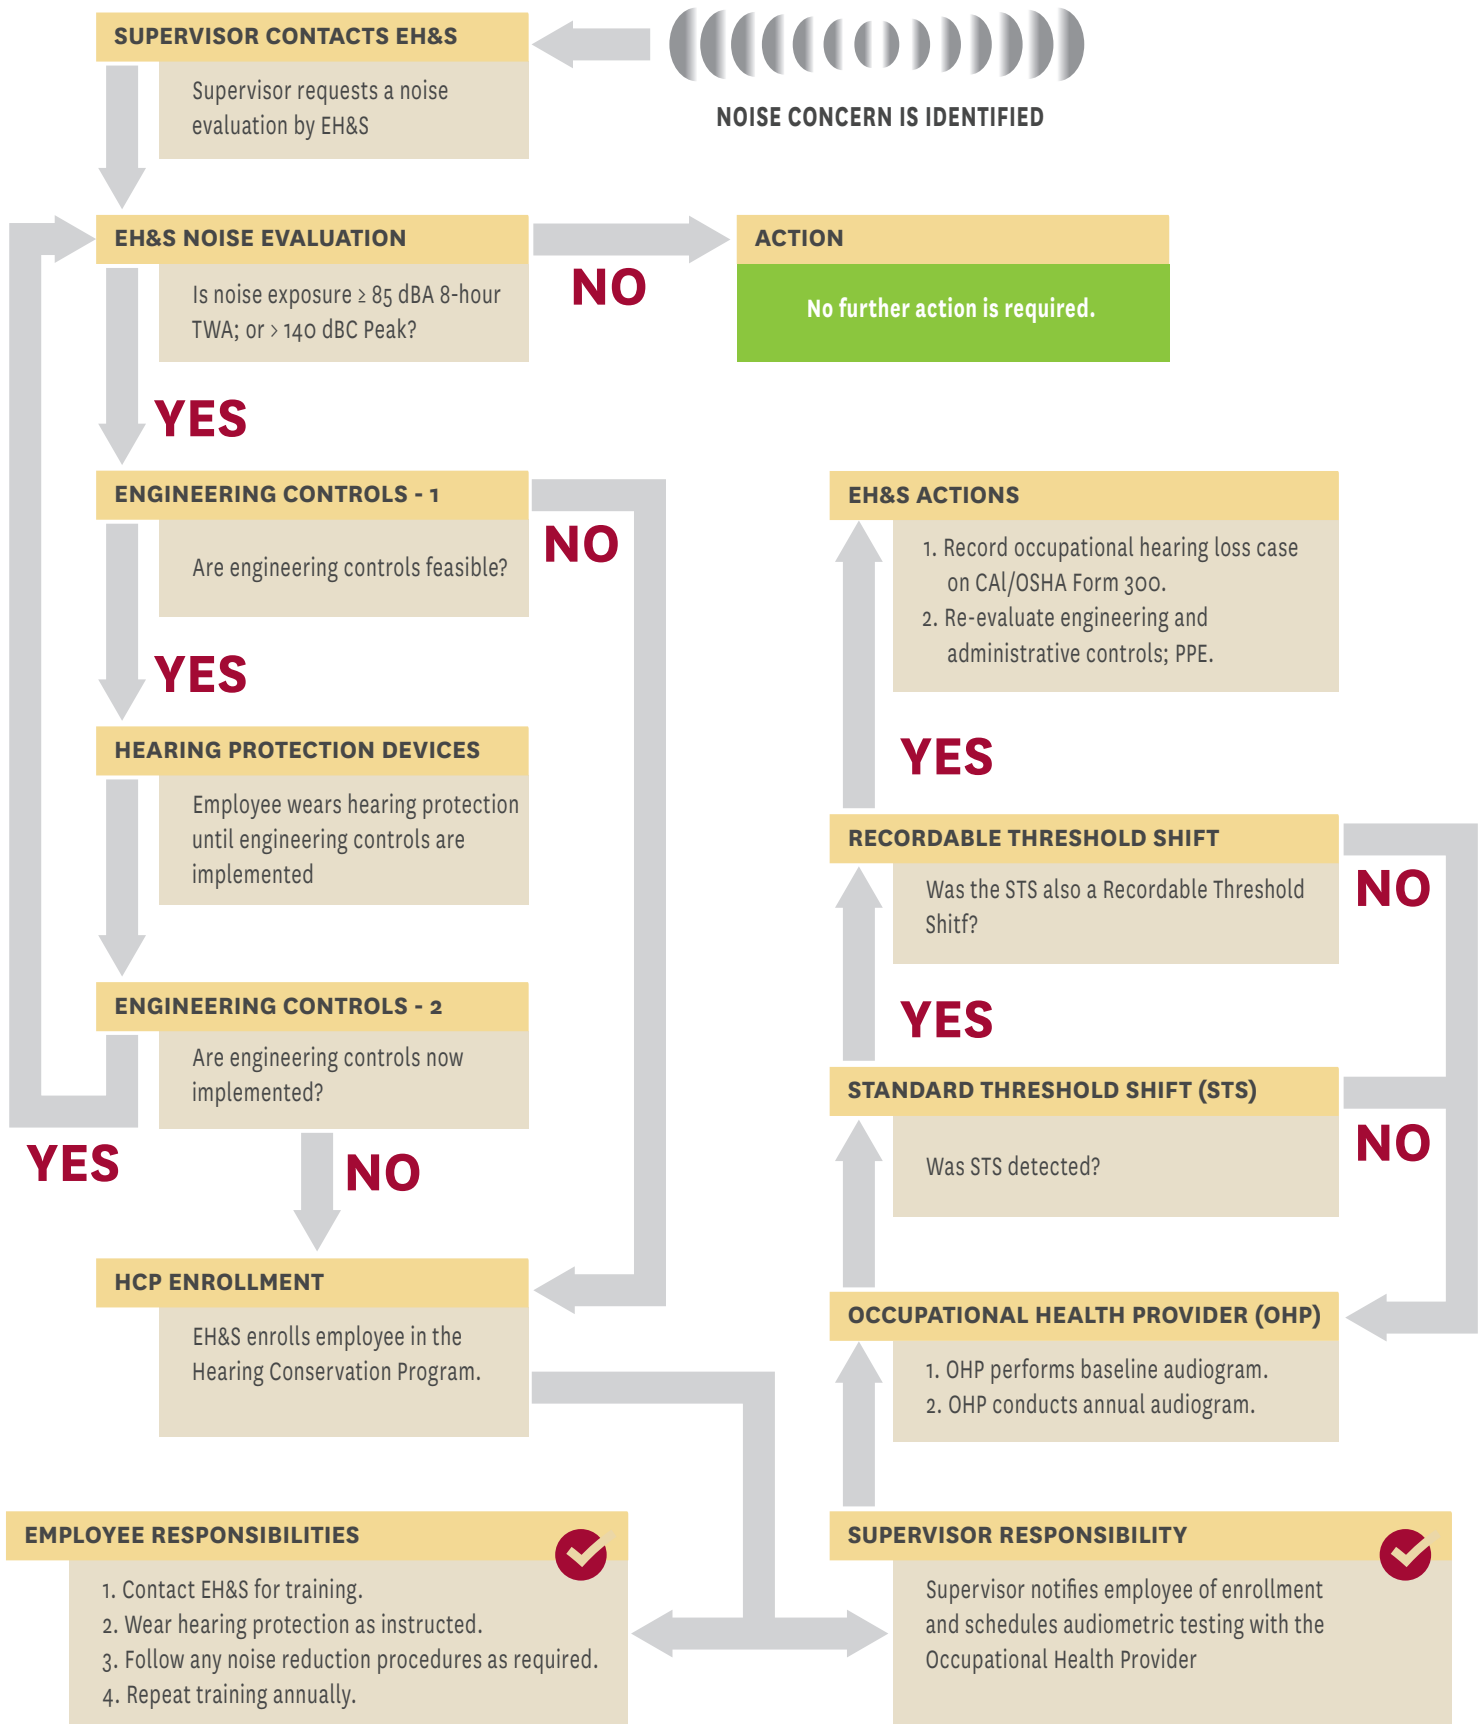 SUPERVISOR CONTACTS EH&S
Supervisor requests a noise
evaluation by EH&S
NOISE CONCERN IS IDENTIFIED
EH&S NOISE EVALUATION
Is noise exposure ≥ 85 dBA 8-hour
TWA; or > 140 dBC Peak?
NO
ACTION
No further action is required.
YES
ENGINEERING CONTROLS - 1
Are engineering controls feasible?
NO
YES
HEARING PROTECTION DEVICES
Employee wears hearing protection
until engineering controls are
implemented
ENGINEERING CONTROLS - 2
Are engineering controls now
implemented?
YES
NO
HCP ENROLLMENT
EH&S enrolls employee in the
Hearing Conservation Program.
EMPLOYEE RESPONSIBILITIES
1. Contact EH&S for training.
2. Wear hearing protection as instructed.
3. Follow any noise reduction procedures as required.
4. Repeat training annually.
EH&S ACTIONS
1. Record occupational hearing loss case
on CAl/OSHA Form 300.
2. Re-evaluate engineering and
administrative controls; PPE.
YES
RECORDABLE THRESHOLD SHIFT
Was the STS also a Recordable Threshold
Shitf?
NO
YES
STANDARD THRESHOLD SHIFT (STS)
Was STS detected?
NO
OCCUPATIONAL HEALTH PROVIDER (OHP)
1. OHP performs baseline audiogram.
2. OHP conducts annual audiogram.
SUPERVISOR RESPONSIBILITY
Supervisor notifies employee of enrollment
and schedules audiometric testing with the
Occupational Health Provider